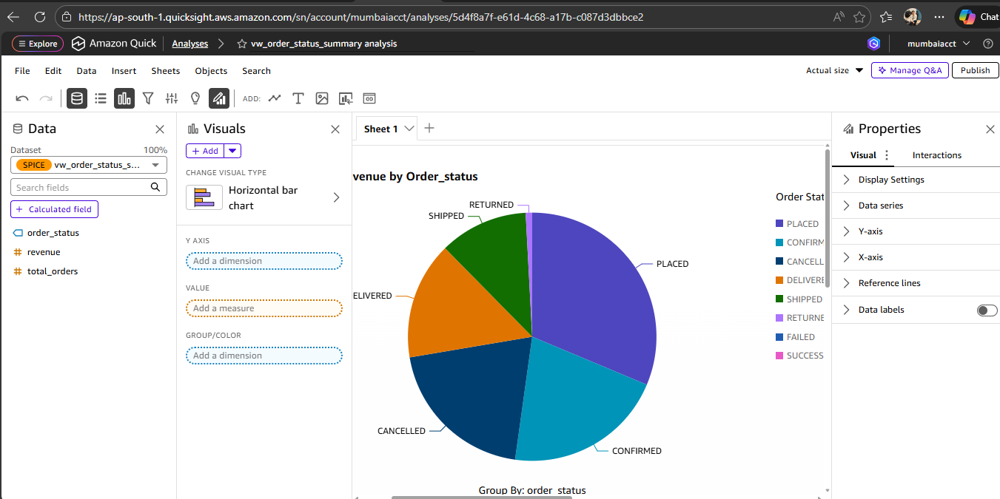 https://ap-south-1.quicksight.aws.amazon.com/sn/account/mumbaiacct/analyses/5d4f8a7f-e61d-4c68-a17b-c087d3dbbce2
Chat
Explore
Amazon Quick
Analyses
vw_order_status_summary analysis
mumbaiacct
File Edit Data Insert Sheets Objects Search
Actual size
Manage Q&A
Publish
ADD:
Data
Dataset 100%
SPICE vw_order_status_s...
Search fields
+ Calculated field
order_status
revenue
total_orders
Visuals
+ Add
CHANGE VISUAL TYPE
Horizontal bar
chart
Y AXIS
Add a dimension
VALUE
Add a measure
GROUP/COLOR
Add a dimension
Sheet 1
venue by Order_status
RETURNED
SHIPPED
PLACED
ELIVERED
CANCELLED
CONFIRMED
Group By: order_status
Order Stat
PLACED
CONFIRM
CANCELL
DELIVERE
SHIPPED
RETURNE
FAILED
SUCCESS
Properties
Visual
Interactions
Display Settings
Data series
Y-axis
X-axis
Reference lines
Data labels